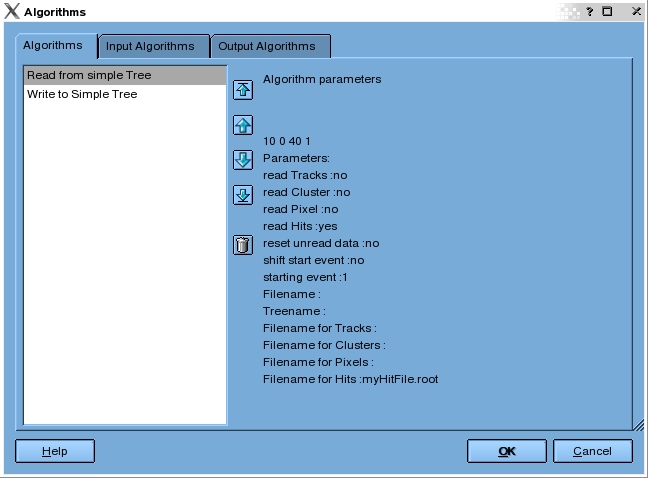 Algorithms
Algorithms Input Algorithms Output Algorithms
Read from simple Tree
Write to Simple Tree
Algorithm parameters
10 0 40 1
Parameters:
read Tracks :no
read Cluster :no
read Pixel :no
read Hits :yes
reset unread data :no
shift start event :no
starting event :1
Filename :
Treename :
Filename for Tracks :
Filename for Clusters :
Filename for Pixels :
Filename for Hits :myHitFile.root
Help OK Cancel